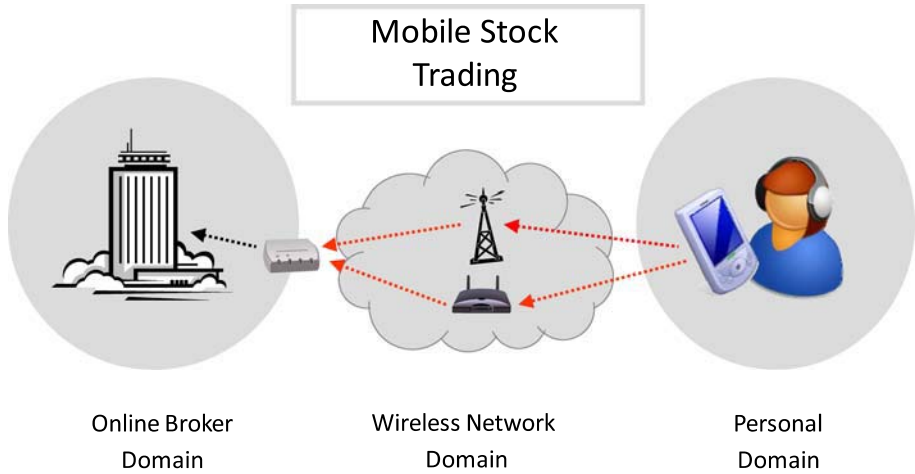 Mobile Stock
Trading
Online Broker
Domain
Wireless Network
Domain
Personal
Domain